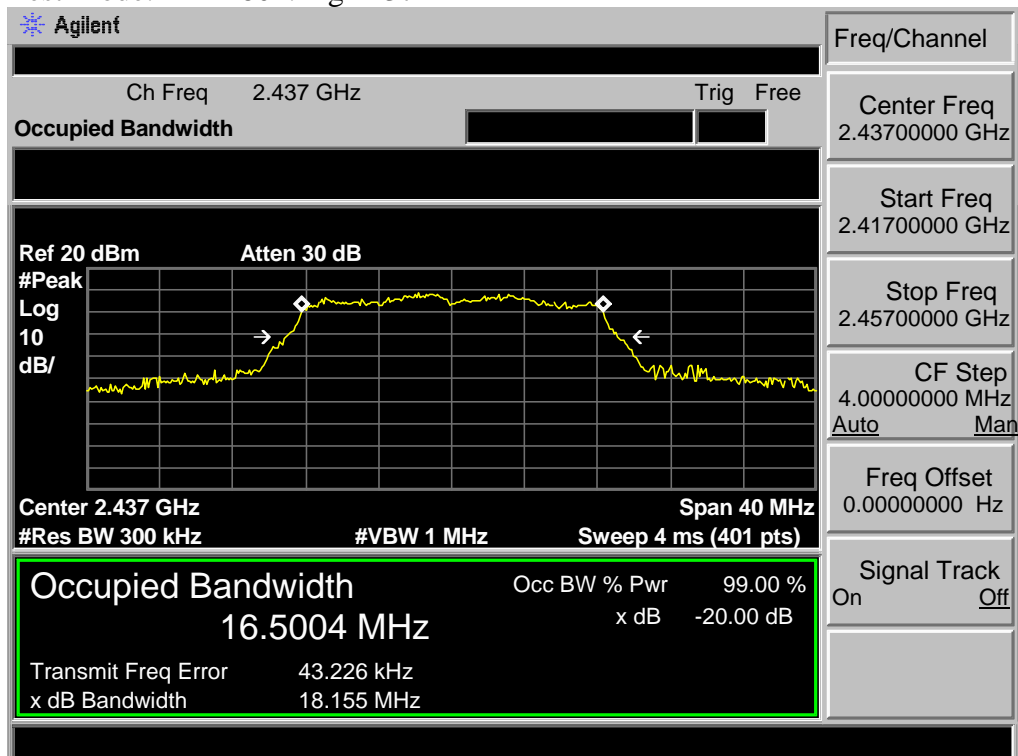 Agilent
Freq/Channel
Ch Freq 2.437 GHz Trig Free
Occupied Bandwidth
Center Freq
2.43700000 GHz
Start Freq
2.41700000 GHz
Stop Freq
2.45700000 GHz
CF Step
4.00000000 MHz
Auto Man
Freq Offset
0.00000000 Hz
Signal Track
On Off
Ref 20 dBm Atten 30 dB
#Peak
Log
10
dB/
Center 2.437 GHz Span 40 MHz
#Res BW 300 kHz #VBW 1 MHz Sweep 4 ms (401 pts)
Occupied Bandwidth Occ BW % Pwr 99.00 %
16.5004 MHz x dB -20.00 dB
Transmit Freq Error 43.226 kHz
x dB Bandwidth 18.155 MHz